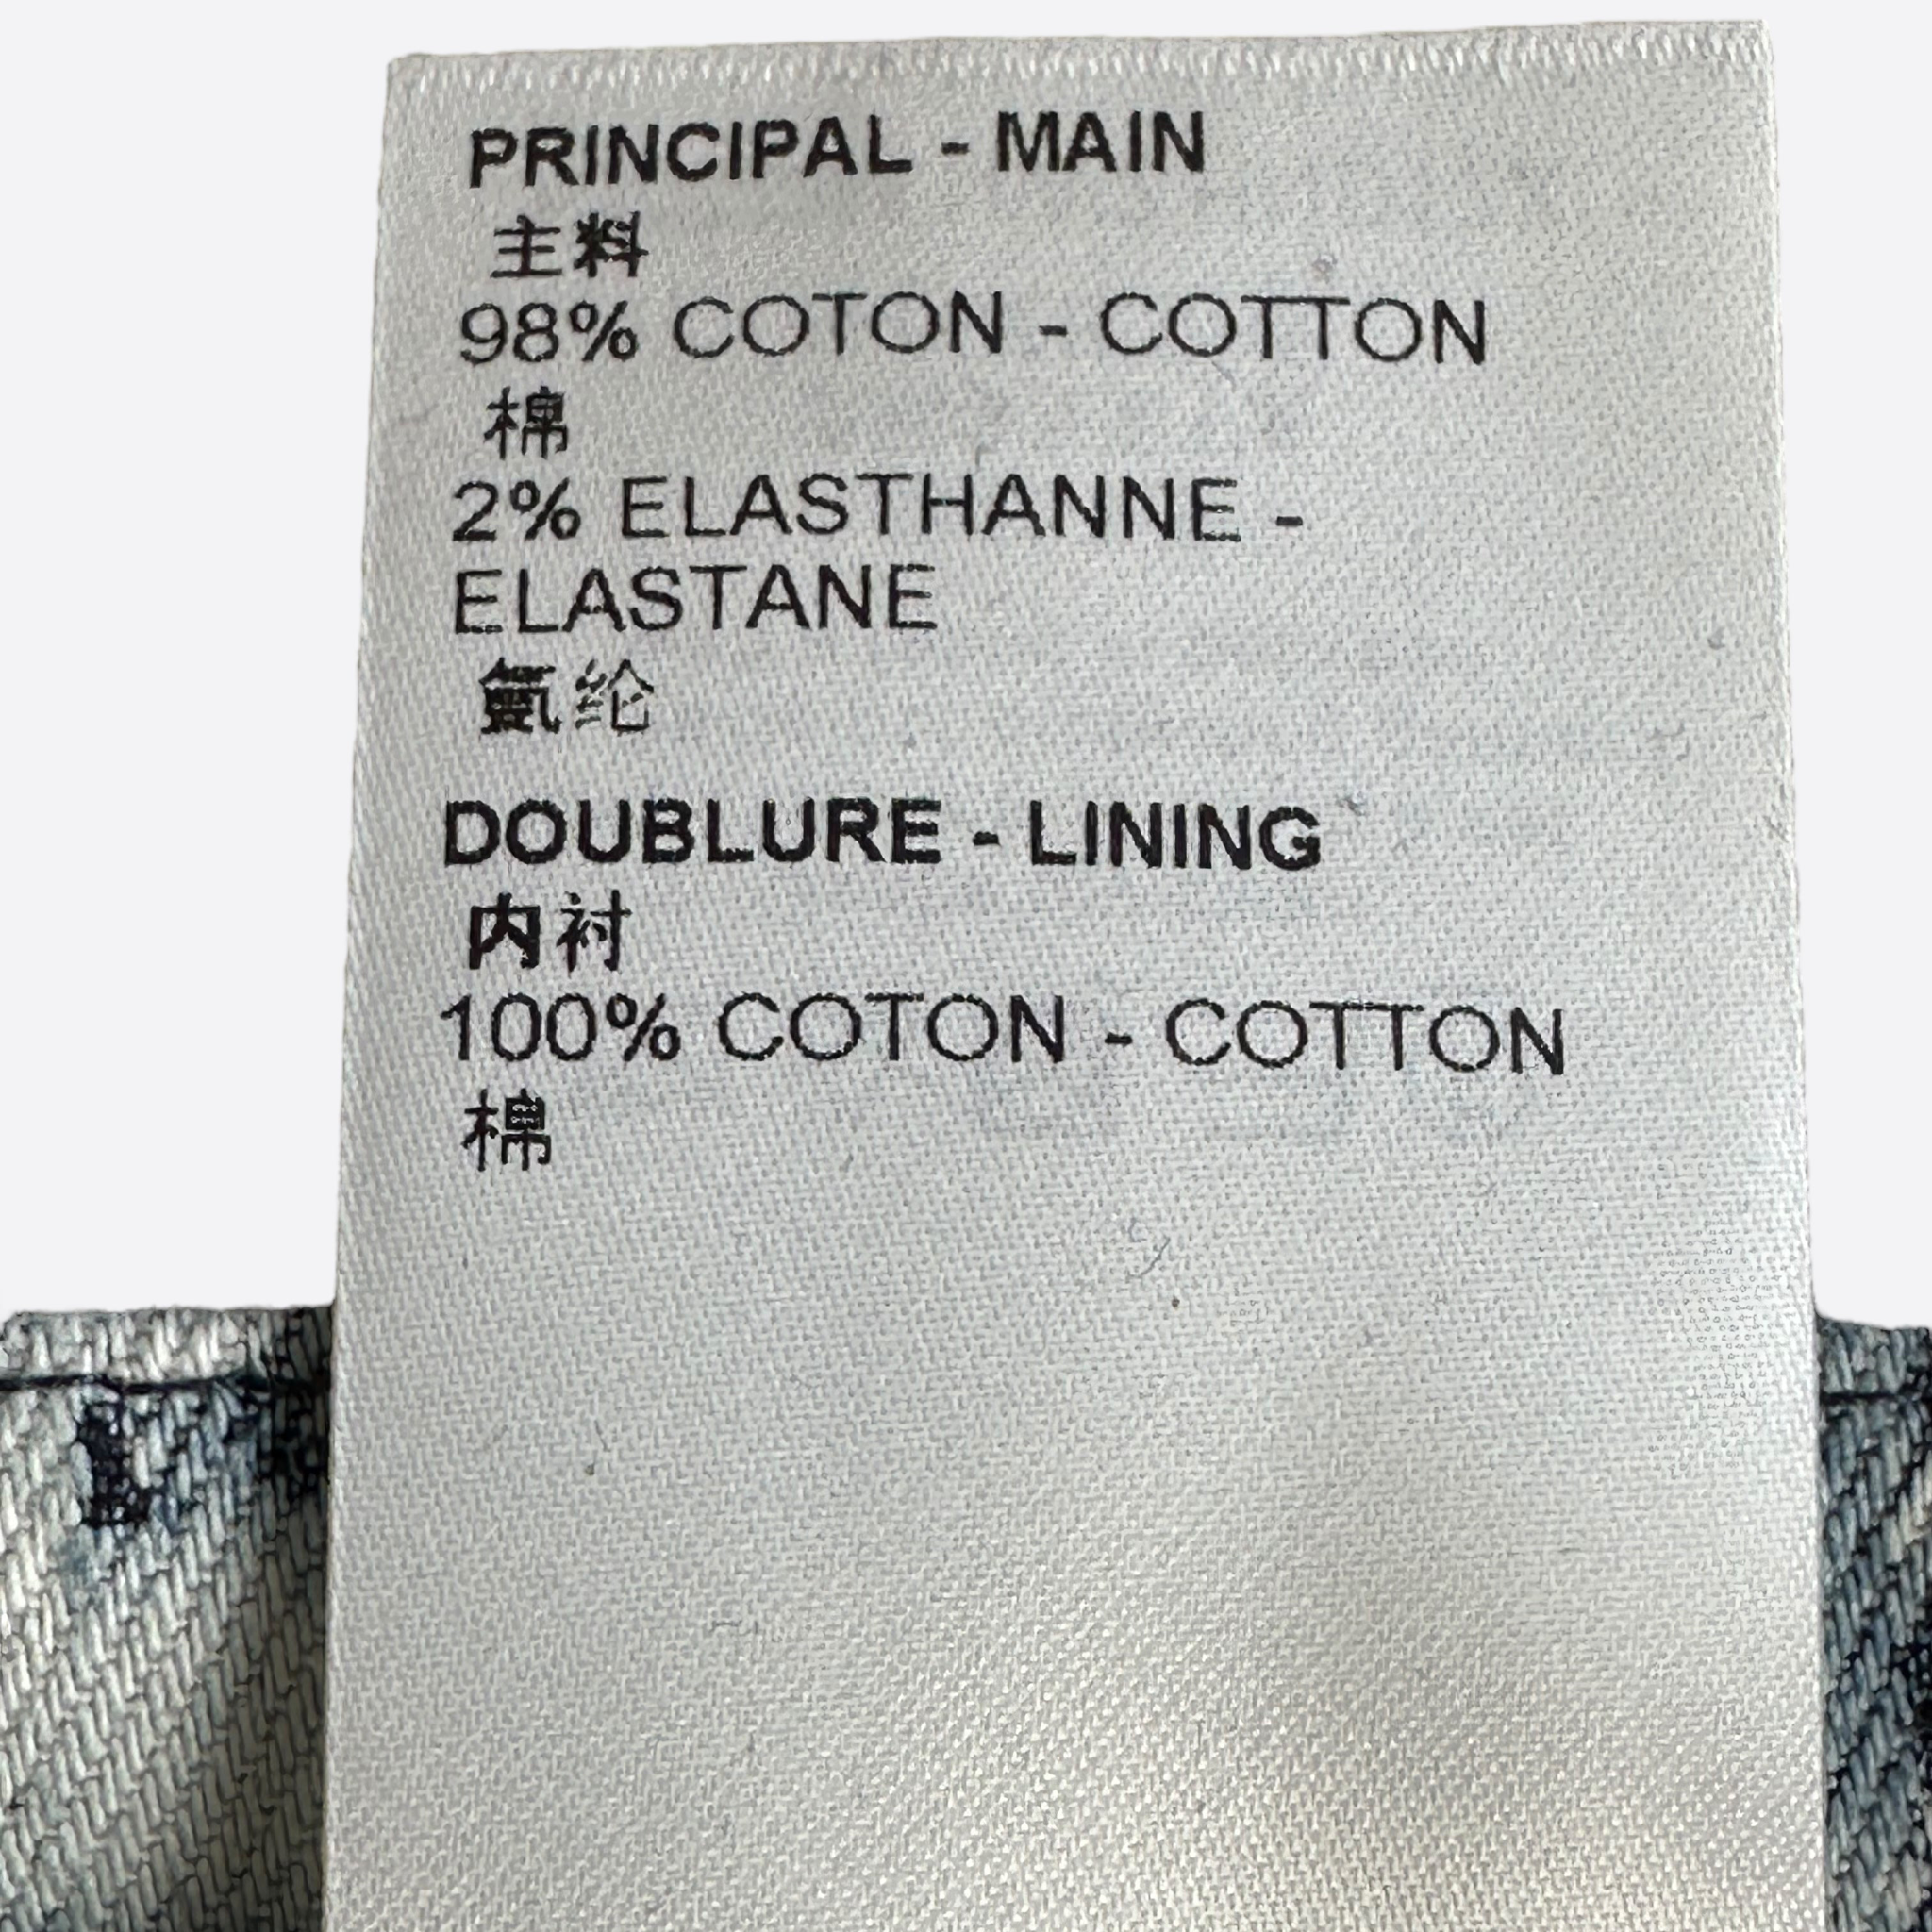 PRINCIPAL - MAIN
主料
98% COTON - COTTON
棉
2% ELASTHANNE -
ELASTANE
氨纶
DOUBLURE - LINING
内衬
100% COTON - COTTON
棉